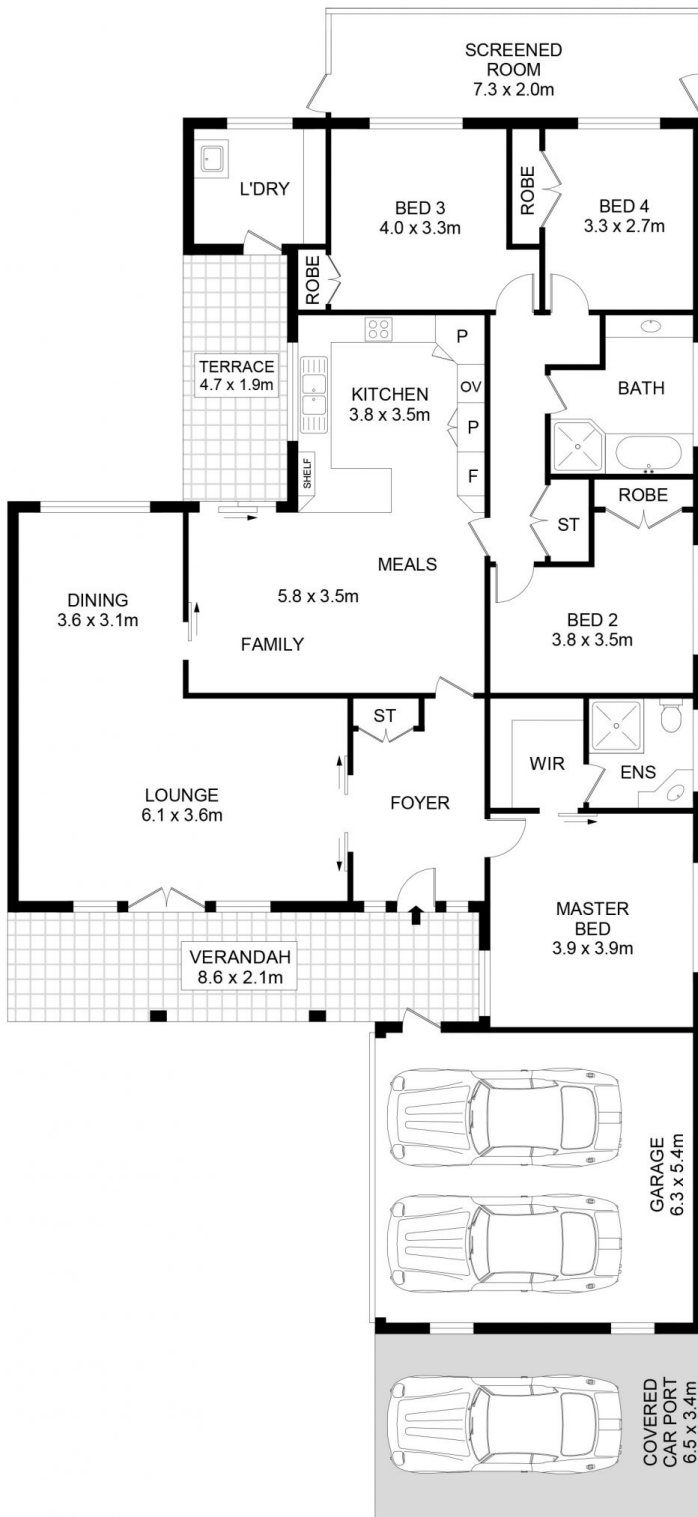 SCREENED
ROOM
7.3 x 2.0m
L'DRY
BED 3
4.0 x 3.3m
ROBE
BED 4
3.3 x 2.7m
ROBE
TERRACE
4.7 x 1.9m
KITCHEN
3.8 x 3.5m
P
OV
P
F
SHELF
BATH
ROBE
ST
MEALS
5.8 x 3.5m
FAMILY
DINING
3.6 x 3.1m
BED 2
3.8 x 3.5m
ST
WIR
ENS
LOUNGE
6.1 x 3.6m
FOYER
MASTER
BED
3.9 x 3.9m
VERANDAH
8.6 x 2.1m
GARAGE
6.3 x 5.4m
COVERED
CAR PORT
6.5 x 3.4m